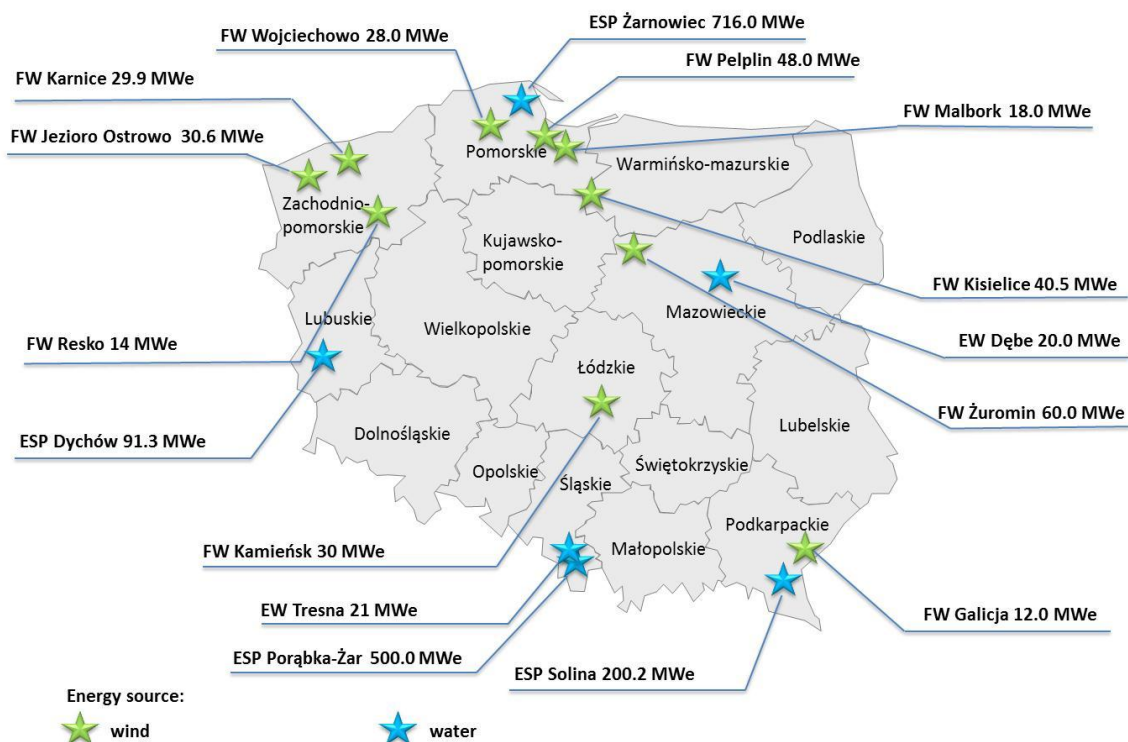 ESP Żarnowiec 716.0 MWe
FW Wojciechowo 28.0 MWe
FW Pelplin 48.0 MWe
FW Karnice 29.9 MWe
FW Malbork 18.0 MWe
FW Jezioro Ostrowo 30.6 MWe
Pomorskie
Warmińsko-mazurskie
Zachodnio-
pomorskie
Kujawsko-
pomorskie
Podlaskie
FW Kisielice 40.5 MWe
Mazowieckie
Lubuskie
Wielkopolskie
FW Resko 14 MWe
EW Dębe 20.0 MWe
Łódzkie
FW Żuromin 60.0 MWe
ESP Dychów 91.3 MWe
Dolnośląskie
Lubelskie
Opolskie
Śląskie
Świętokrzyskie
Podkarpackie
FW Kamieńsk 30 MWe
Małopolskie
EW Tresna 21 MWe
FW Galicja 12.0 MWe
ESP Porąbka-Żar 500.0 MWe
ESP Solina 200.2 MWe
Energy source:
wind
water